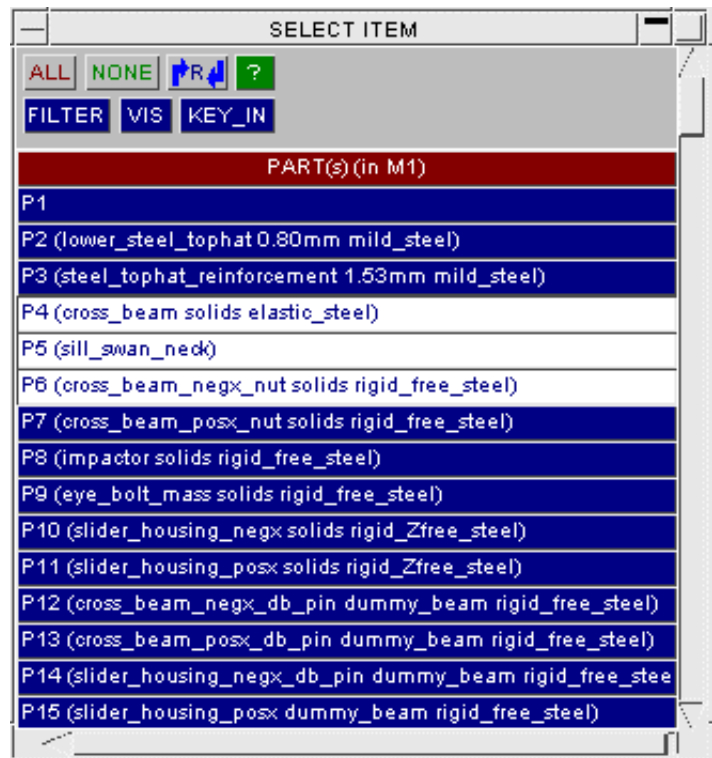 SELECT ITEM
ALL NONE R ?
FILTER VIS KEY_IN
PART(s) (in M1)
P1
P2 (lower_steel_tophat 0.80mm mild_steel)
P3 (steel_tophat_reinforcement 1.53mm mild_steel)
P4 (cross_beam solids elastic_steel)
P5 (sill_swan_neck)
P6 (cross_beam_negx_nut solids rigid_free_steel)
P7 (cross_beam_posx_nut solids rigid_free_steel)
P8 (impactor solids rigid_free_steel)
P9 (eye_bolt_mass solids rigid_free_steel)
P10 (slider_housing_negx solids rigid_Zfree_steel)
P11 (slider_housing_posx solids rigid_Zfree_steel)
P12 (cross_beam_negx_db_pin dummy_beam rigid_free_steel)
P13 (cross_beam_posx_db_pin dummy_beam rigid_free_steel)
P14 (slider_housing_negx_db_pin dummy_beam rigid_free_stee
P15 (slider_housing_posx dummy_beam rigid_free_steel)